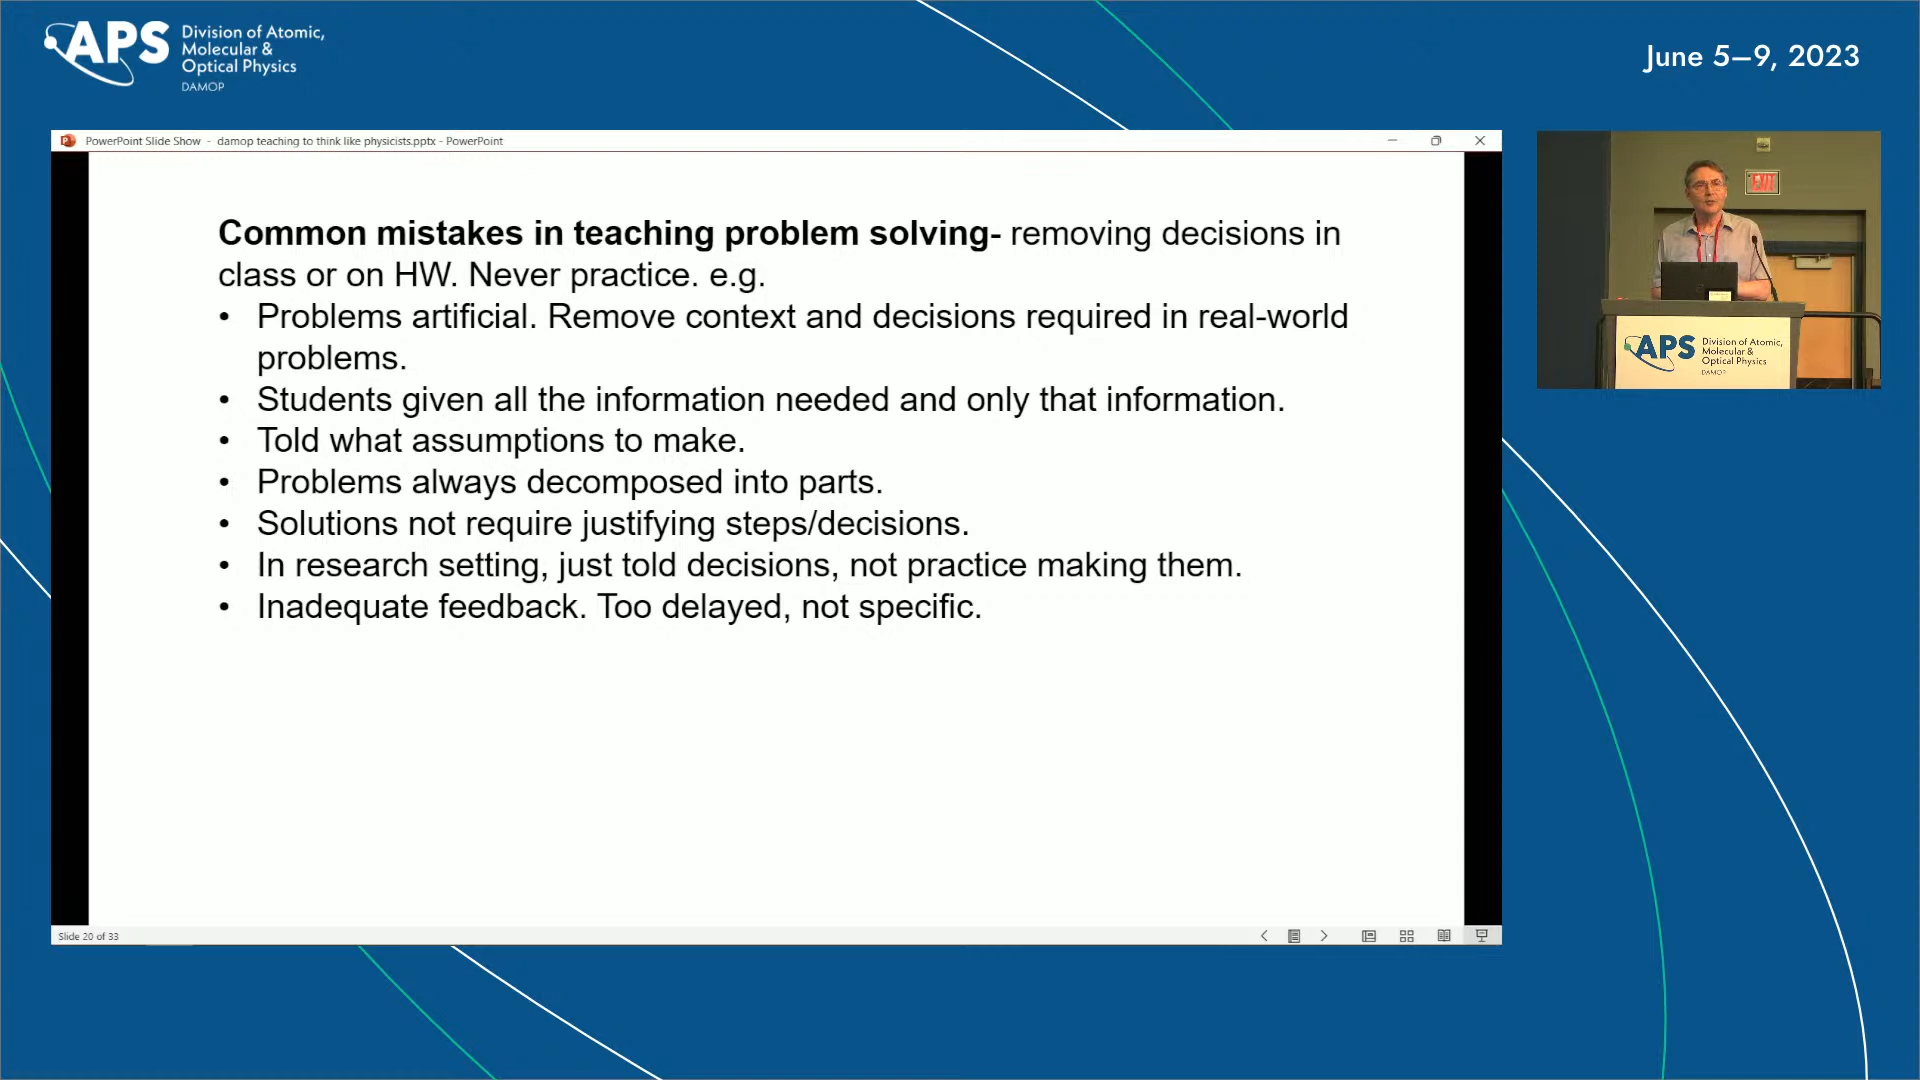 APS
Division of Atomic,
Molecular &
Optical Physics
DAMOP
June 5–9, 2023
PowerPoint Slide Show - damop teaching to think like physicists.pptx - PowerPoint
Common mistakes in teaching problem solving- removing decisions in
class or on HW. Never practice. e.g.
• Problems artificial. Remove context and decisions required in real-world
problems.
• Students given all the information needed and only that information.
• Told what assumptions to make.
• Problems always decomposed into parts.
• Solutions not require justifying steps/decisions.
• In research setting, just told decisions, not practice making them.
• Inadequate feedback. Too delayed, not specific.
Slide 20 of 33
EXIT
APS
Division of Atomic,
Molecular &
Optical Physics
DAMOP